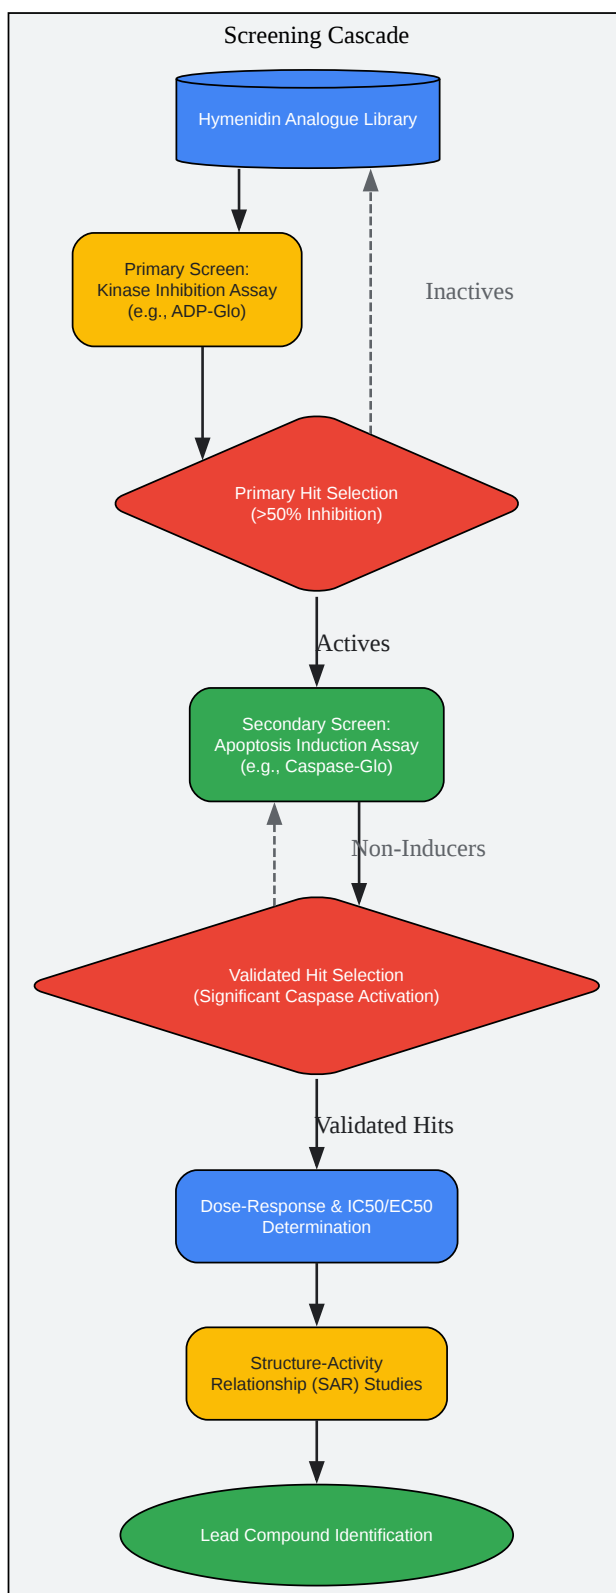 Screening Cascade
Hymenidin Analogue Library
Primary Screen:
Kinase Inhibition Assay
(e.g., ADP-Glo)
Inactives
Primary Hit Selection
(>50% Inhibition)
Actives
Secondary Screen:
Apoptosis Induction Assay
(e.g., Caspase-Glo)
Non-Inducers
Validated Hit Selection
(Significant Caspase Activation)
Validated Hits
Dose-Response & IC50/EC50
Determination
Structure-Activity
Relationship (SAR) Studies
Lead Compound Identification